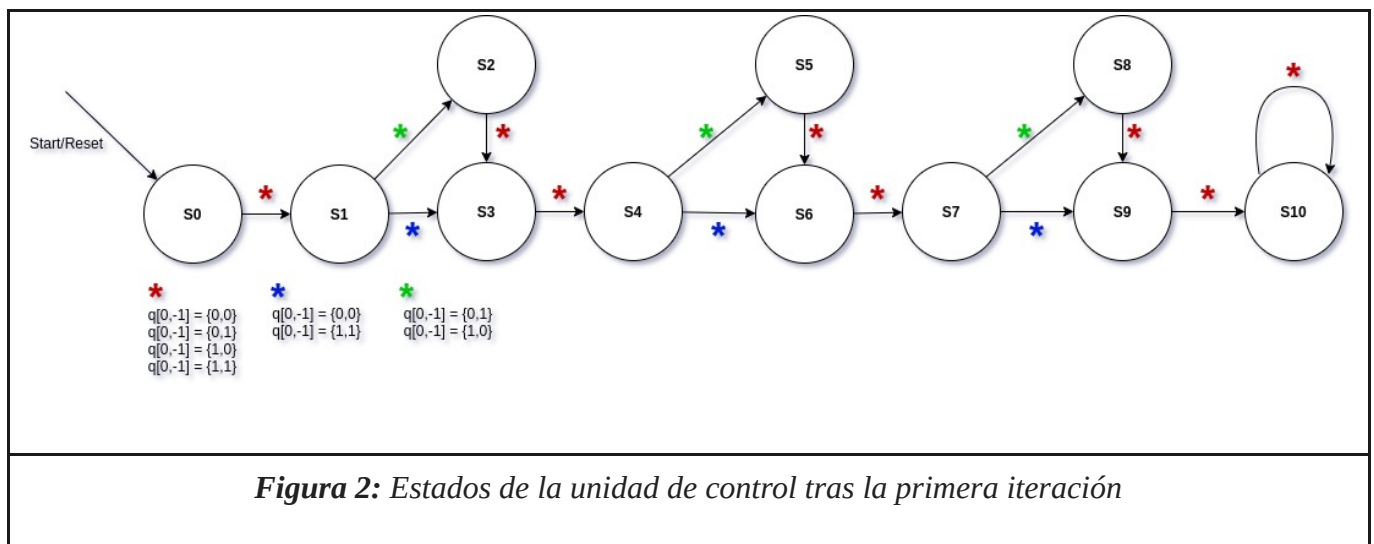 S2
S5
S8
*
*
*
*
*
*
*
Start/Reset
S0
*
S1
*
S3
*
S4
*
S6
*
S7
*
S9
*
S10
*
*
*
q[0,-1] = {0,0}
q[0,-1] = {0,1}
q[0,-1] = {1,0}
q[0,-1] = {1,1}
q[0,-1] = {0,0}
q[0,-1] = {1,1}
q[0,-1] = {0,1}
q[0,-1] = {1,0}
Figura 2: Estados de la unidad de control tras la primera iteración